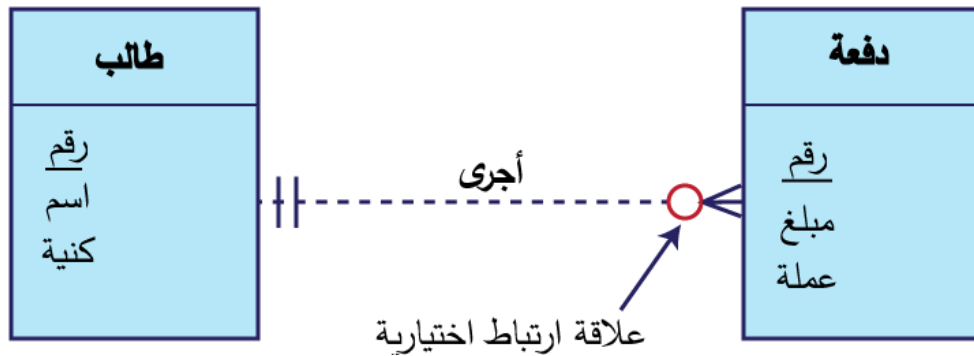 طالب
رقم
اسم
كنية
أجرى
دفعة
رقم
مبلغ
عملة
علاقة ارتباط اختيارية